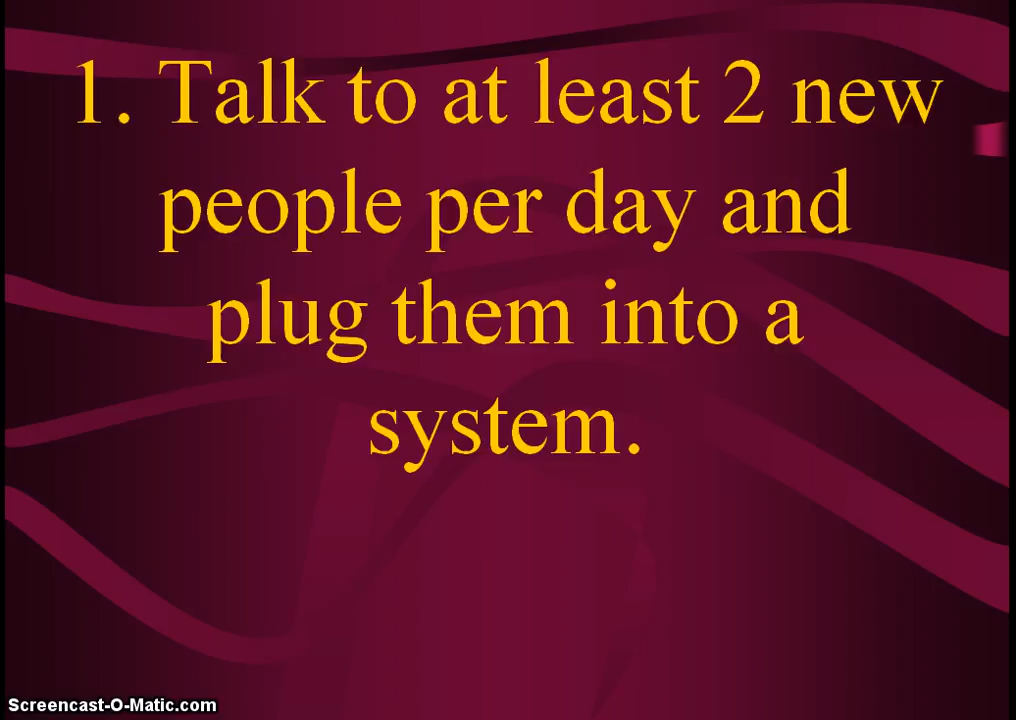 1. Talk to at least 2 new
people per day and
plug them into a
system.
Screencast-O-Matic.com